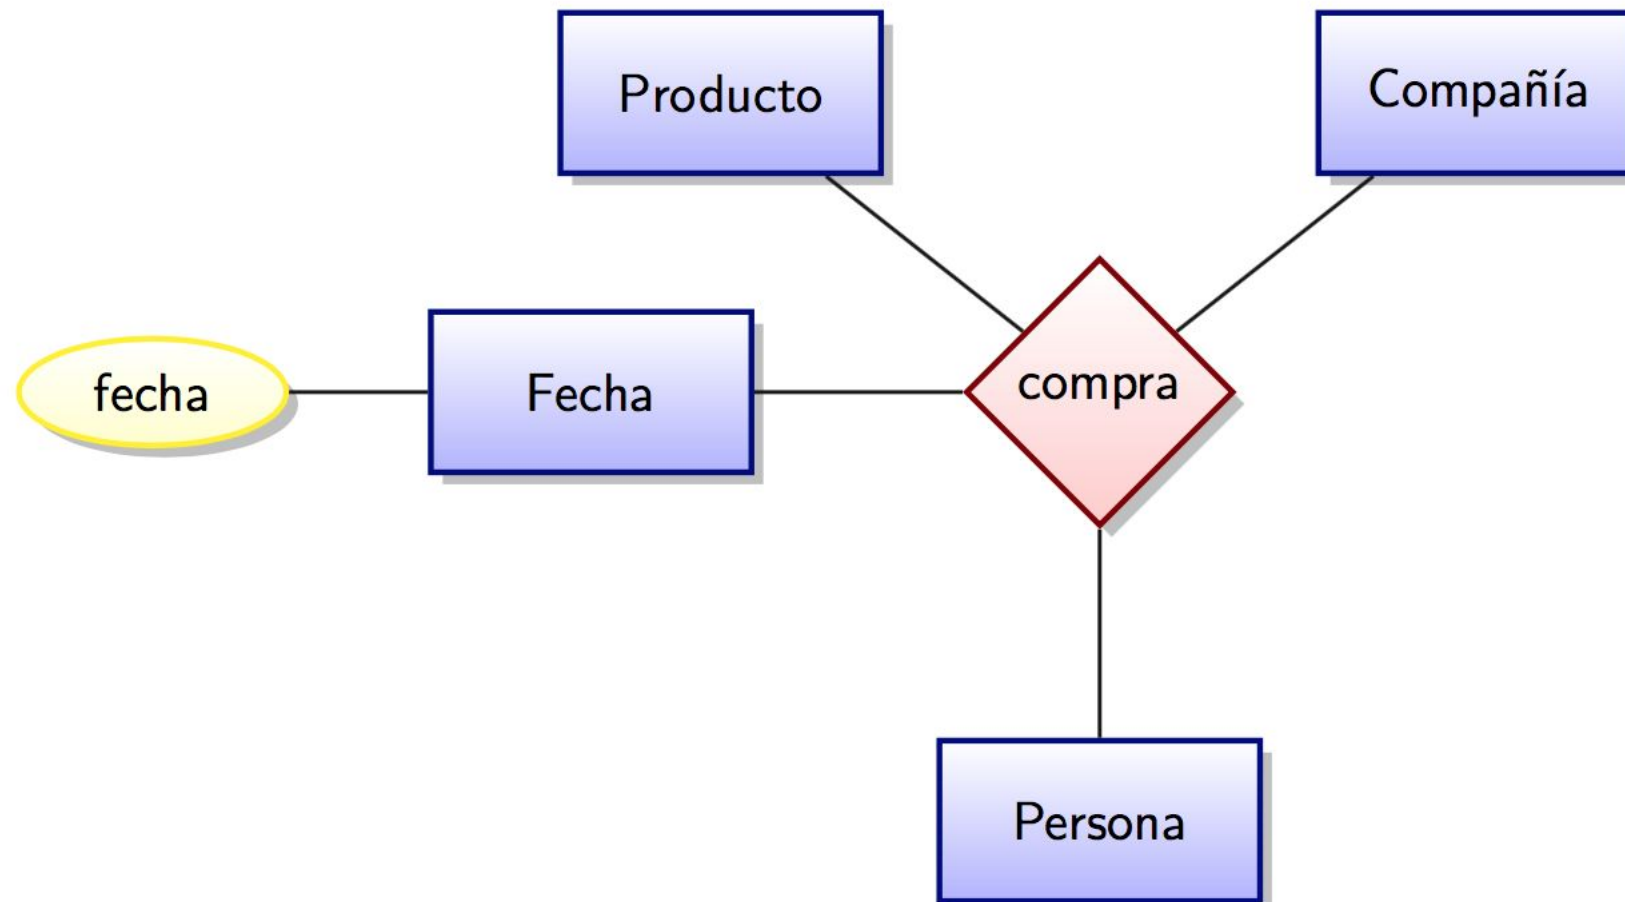 Producto
Compañía
fecha
Fecha
compra
Persona